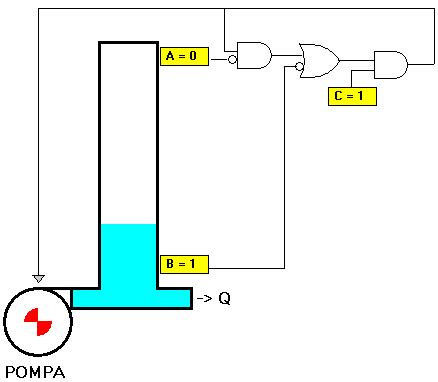 A = 0
C = 1
B = 1
-> Q
POMPA